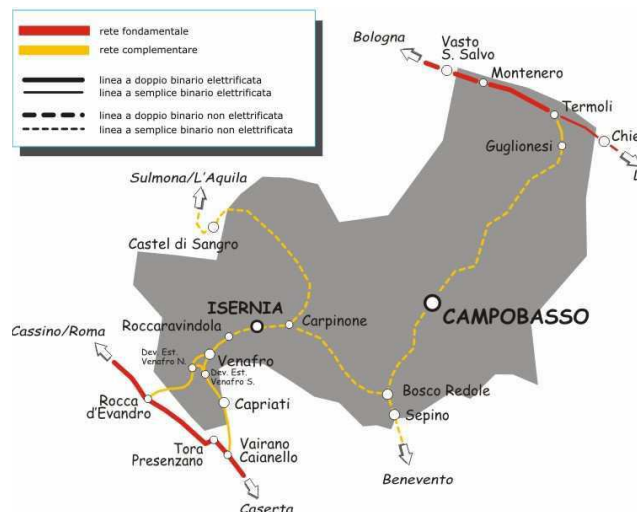 rete fondamentale
rete complementare
linea a doppio binario elettrificata
linea a semplice binario elettrificata
linea a doppio binario non elettrificata
linea a semplice binario non elettrificata
Bologna
Vasto
S. Salvo
Montenero
Termoli
Chie
Guglionesi
L
Sulmona/L'Aquila
Castel di Sangro
ISERNIA
CAMPOBASSO
Roccaravindola
Carpinone
Cassino/Roma
Dev. Est.
Venafro N.
Venafro
Dev. Est.
Venafro S.
Rocca
d'Evandro
Capriati
Bosco Redole
Sepino
Tora
Presenzano
Vairano
Caianello
Benevento
Caserta